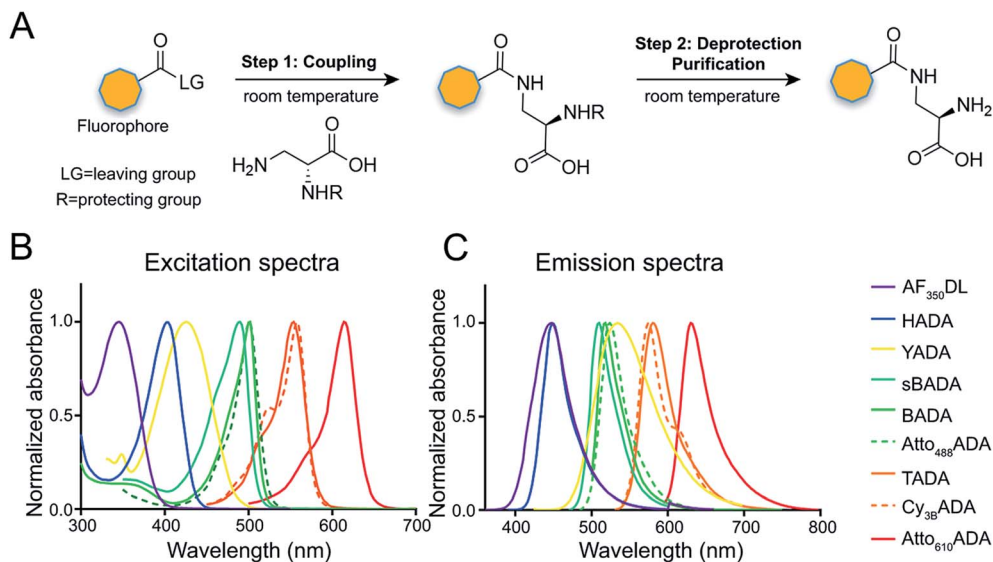 A
O
LG
Fluorophore
LG=leaving group
R=protecting group
Step 1: Coupling
room temperature
O
H₂N
OH
NHR
O
NH
NHR
O
OH
Step 2: Deprotection
Purification
room temperature
O
NH
NH₂
O
OH
B
Excitation spectra
Normalized absorbance
1.0
0.5
0.0
300
400
500
600
700
Wavelength (nm)
C
Emission spectra
Normalized absorbance
1.0
0.5
0.0
400
500
600
700
800
Wavelength (nm)
AF₃₅₀DL
HADA
YADA
sBADA
BADA
Atto₄₈₈ADA
TADA
Cy₃BADA
Atto₆₁₀ADA